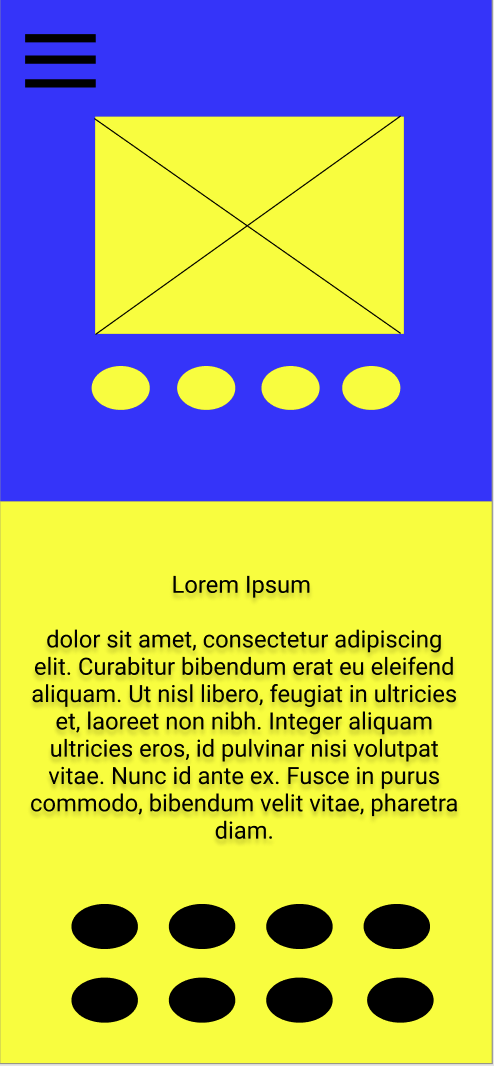 Lorem Ipsum
dolor sit amet, consectetur adipiscing
elit. Curabitur bibendum erat eu eleifend
aliquam. Ut nisl libero, feugiat in ultricies
et, laoreet non nibh. Integer aliquam
ultricies eros, id pulvinar nisi volutpat
vitae. Nunc id ante ex. Fusce in purus
commodo, bibendum velit vitae, pharetra
diam.